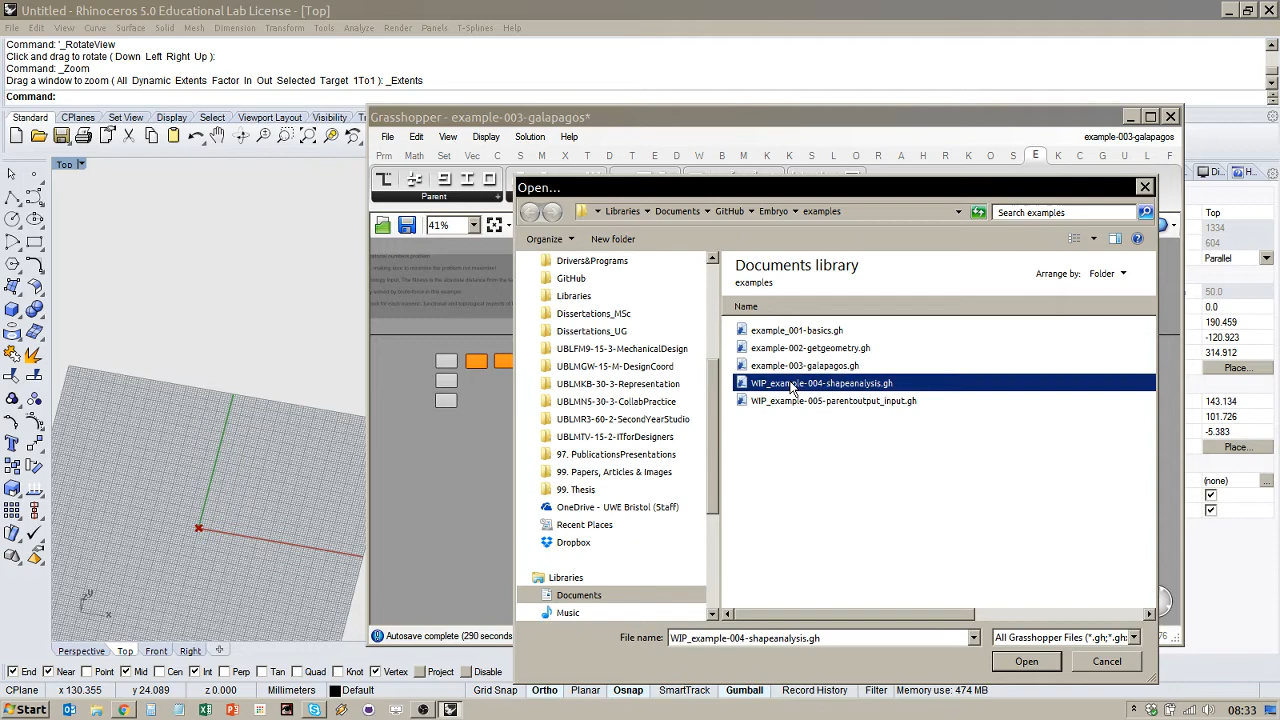 Untitled - Rhinoceros 5.0 Educational Lab License - [Top]
File Edit View Curve Surface Solid Mesh Dimension Transform Tools Analyze Render Panels T-Splines Help
Command: '_RotateView
Click and drag to rotate ( Down Left Right Up ):
Command: _Zoom
Drag a window to zoom ( All Dynamic Extents Factor In Out Selected Target 1To1 ): _Extents
Command:
Standard CPlanes Set View Display Select Viewport Layout Visibility
Grasshopper - example-003-galapagos*
File Edit View Display Solution Help
example-003-galapagos
Prm Math Set Vec C S M X T D T E D W B M K K S L O R A R M K O S E K C G U F
Parent
41%
Top
Open...
Libraries Documents GitHub Embryo examples
Search examples
Organize New folder
Drivers&Programs
GitHub
Libraries
Dissertations_MSc
Dissertations_UG
UBLFM9-15-3-MechanicalDesign
UBLMGW-15-M-DesignCoord
UBLMKB-30-3-Representation
UBLMN5-30-3-CollabPractice
UBLMR3-60-2-SecondYearStudio
UBLMTV-15-2-ITforDesigners
97. PublicationsPresentations
99. Papers, Articles & Images
99. Thesis
OneDrive - UWE Bristol (Staff)
Recent Places
Dropbox
Libraries
Documents
Music
Documents library
examples
Arrange by: Folder
Name
example_001-basics.gh
example-002-getgeometry.gh
example-003-galapagos.gh
WIP_example-004-shapeanalysis.gh
WIP_example-005-parentoutput_input.gh
File name: WIP_example-004-shapeanalysis.gh
All Grasshopper Files (*.gh;*.gh
Open Cancel
Di... H...
Top
1334
604
Parallel
50.0
0.0
190.459
-120.593
314.912
Place...
143.134
101.726
-5.383
Place...
(none)
...
y
x
Autosave complete (290 seconds
76
Perspective Top Front Right
End Near Point Mid Cen Int Perp Tan Quad Knot Vertex Project Disable
CPlane x 130.355 y 24.089 z 0.000 Millimeters Default Grid Snap Ortho Planar Osnap SmartTrack Gumball Record History Filter Memory use: 474 MB
Start
08:33